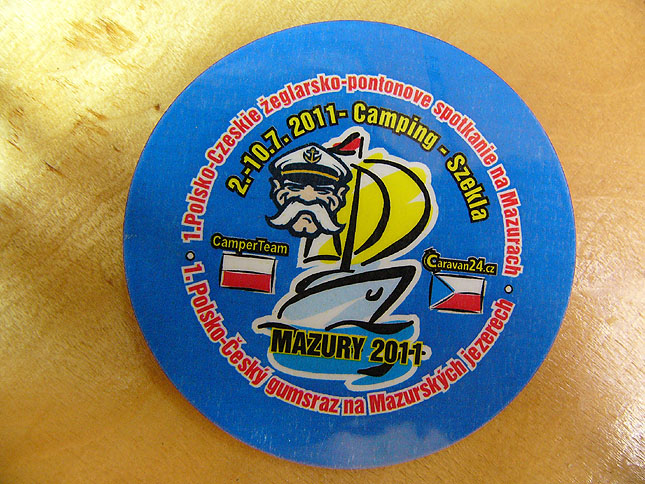 1.Polsko-Czeskie żeglarsko-pontonove spotkanie na Mazurach
2.-10.7. 2011- Camping - Szekla
CamperTeam
Caravan24.cz
MAZURY 2011
1. Polsko-Český gumsraz na Mazurských jezerech